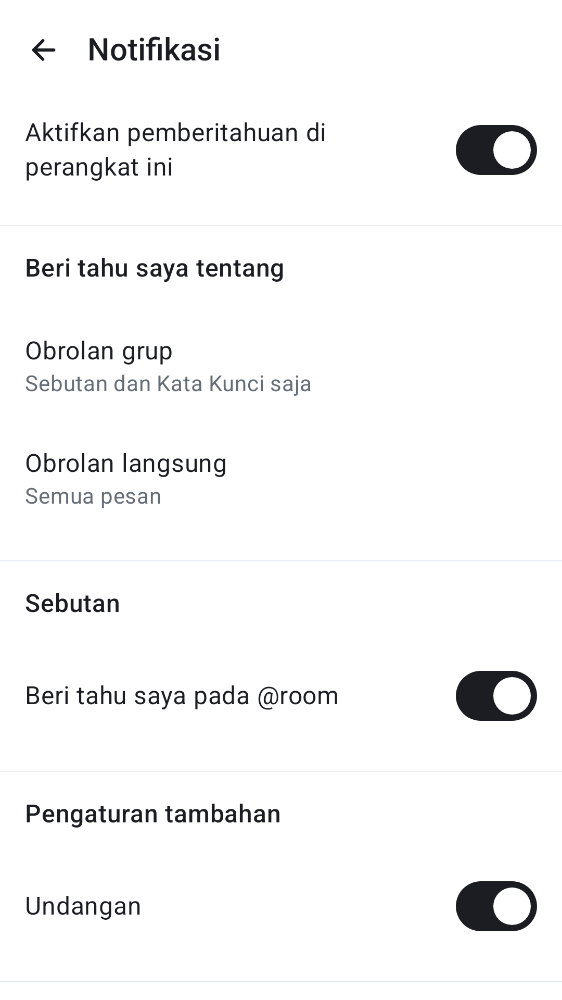 Notifikasi
Aktifkan pemberitahuan di
perangkat ini
Beri tahu saya tentang
Obrolan grup
Sebutan dan Kata Kunci saja
Obrolan langsung
Semua pesan
Sebutan
Beri tahu saya pada @room
Pengaturan tambahan
Undangan